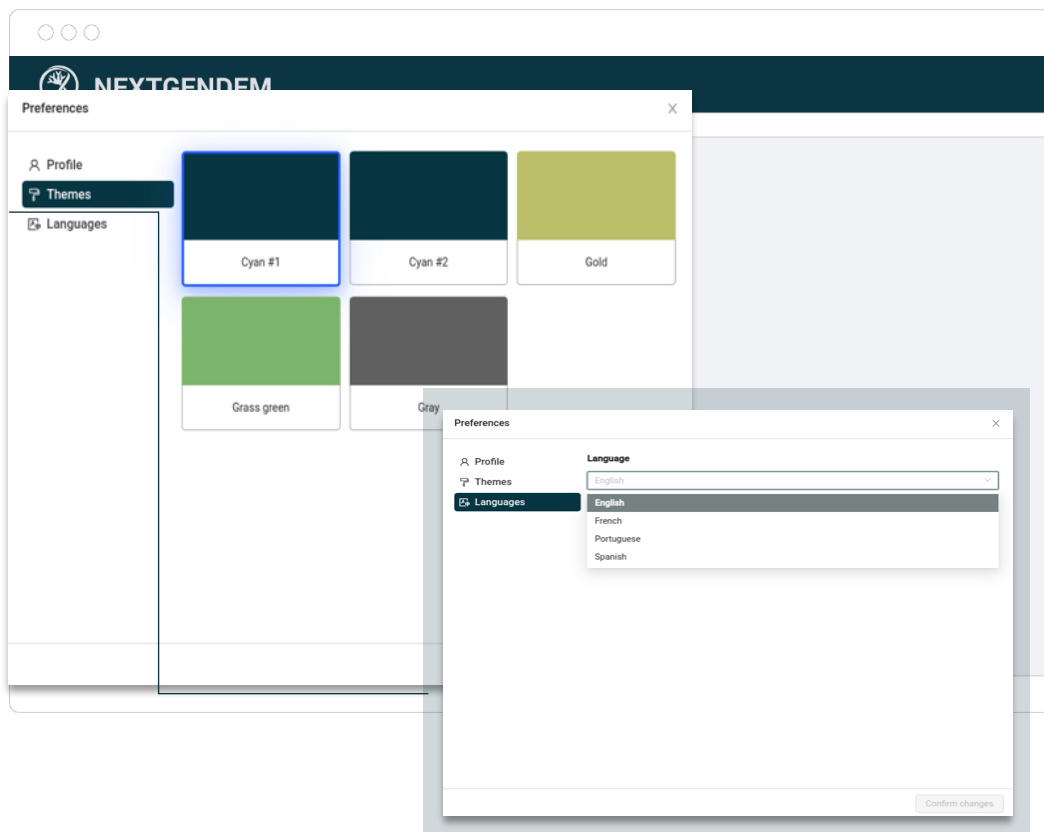 NEXTGENDEM
Preferences
X
Profile
Themes
Languages
Cyan #1
Cyan #2
Gold
Grass green
Gray
Preferences
Profile
Themes
Languages
Language
English
English
French
Portuguese
Spanish
Confirm changes